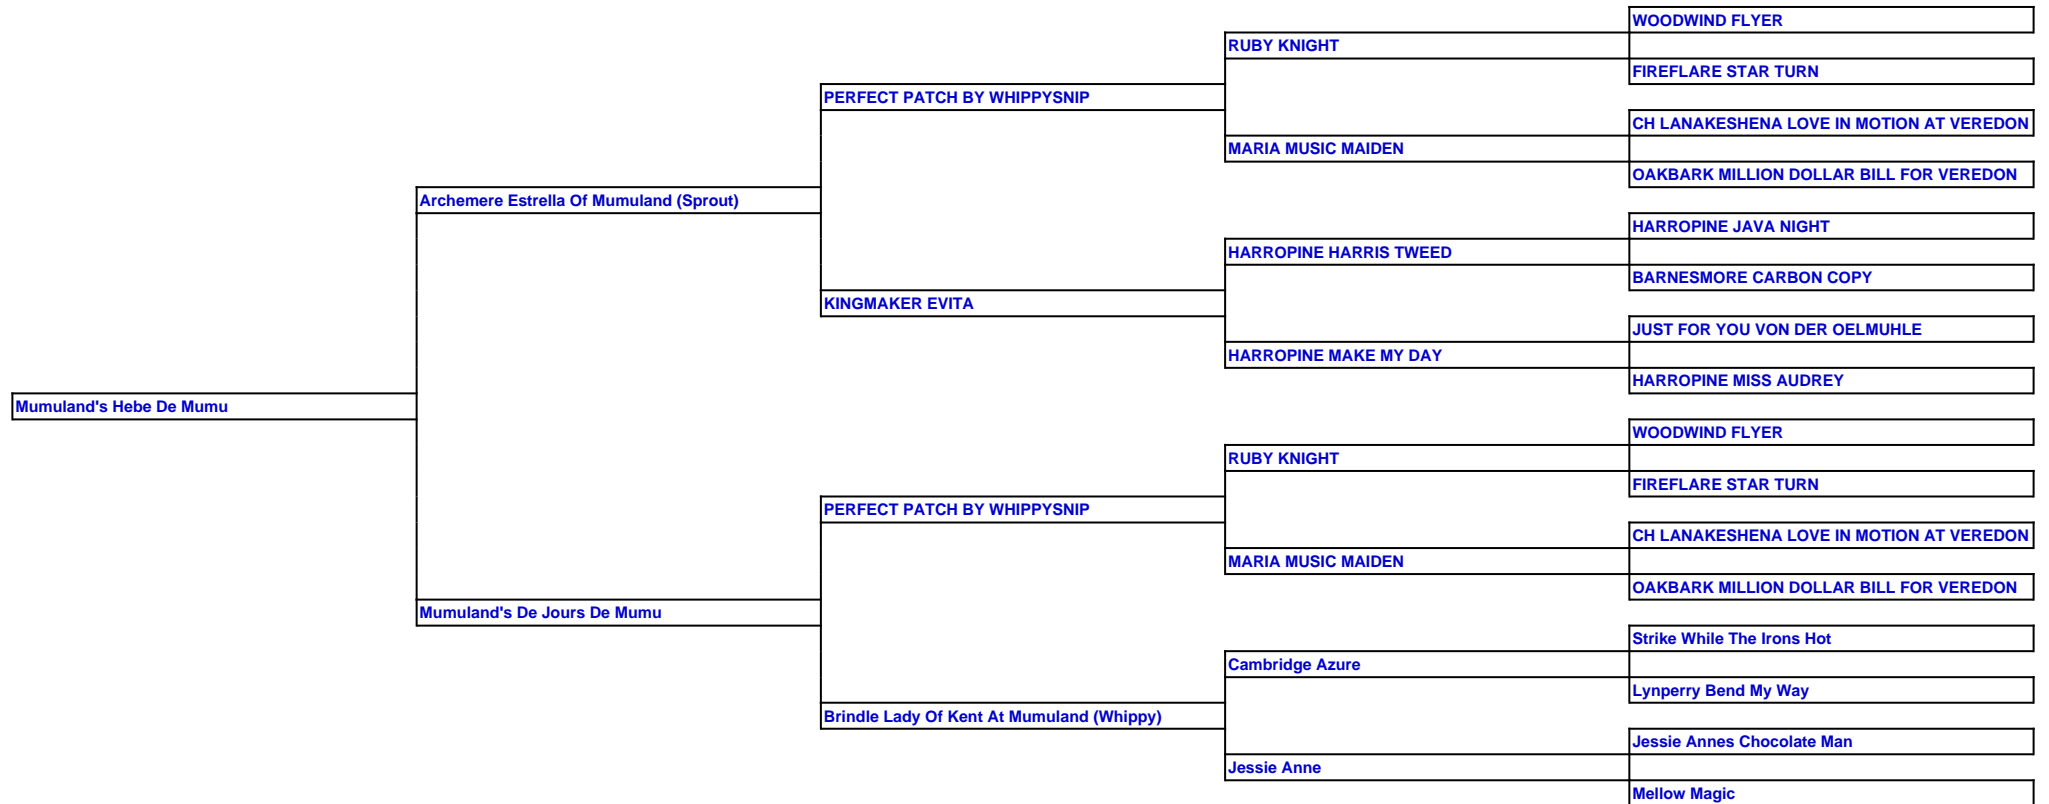 WOODWIND FLYER
RUBY KNIGHT
FIREFLARE STAR TURN
PERFECT PATCH BY WHIPPYSNIP
CH LANAKESHENA LOVE IN MOTION AT VEREDON
MARIA MUSIC MAIDEN
OAKBARK MILLION DOLLAR BILL FOR VEREDON
Archemere Estrella Of Mumuland (Sprout)
HARROPINE JAVA NIGHT
HARROPINE HARRIS TWEED
BARNESMORE CARBON COPY
KINGMAKER EVITA
JUST FOR YOU VON DER OELMUHLE
HARROPINE MAKE MY DAY
HARROPINE MISS AUDREY
Mumuland's Hebe De Mumu
WOODWIND FLYER
RUBY KNIGHT
FIREFLARE STAR TURN
PERFECT PATCH BY WHIPPYSNIP
CH LANAKESHENA LOVE IN MOTION AT VEREDON
MARIA MUSIC MAIDEN
OAKBARK MILLION DOLLAR BILL FOR VEREDON
Mumuland's De Jours De Mumu
Strike While The Irons Hot
Cambridge Azure
Lynperry Bend My Way
Brindle Lady Of Kent At Mumuland (Whippy)
Jessie Annes Chocolate Man
Jessie Anne
Mellow Magic